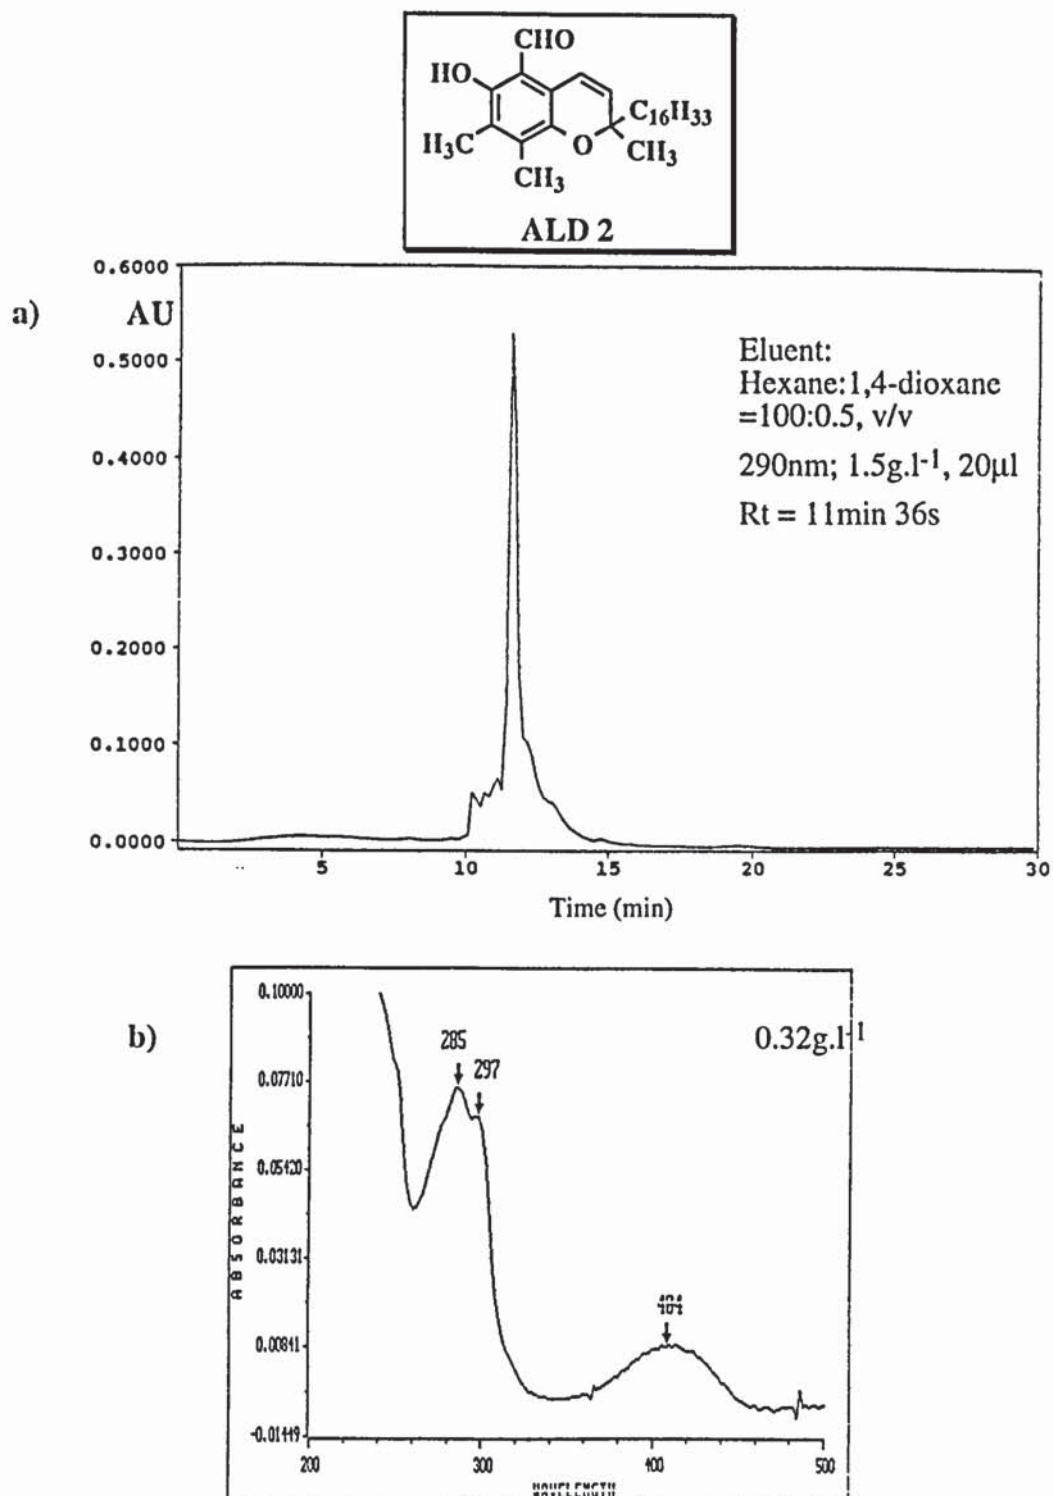 CHO
HO
C16H33
H3C
O
CH3
CH3
ALD 2
a)
AU
0.6000
0.5000
0.4000
0.3000
0.2000
0.1000
0.0000
Eluent:
Hexane:1,4-dioxane
=100:0.5, v/v
290nm; 1.5g.l-1, 20µl
Rt = 11min 36s
5 10 15 20 25 30
Time (min)
b)
0.32g.l-1
285
297
404
ABSORBANCE
0.10000
0.07710
0.05420
0.03131
0.00841
-0.01449
200 300 400 500
WAVELENGTH